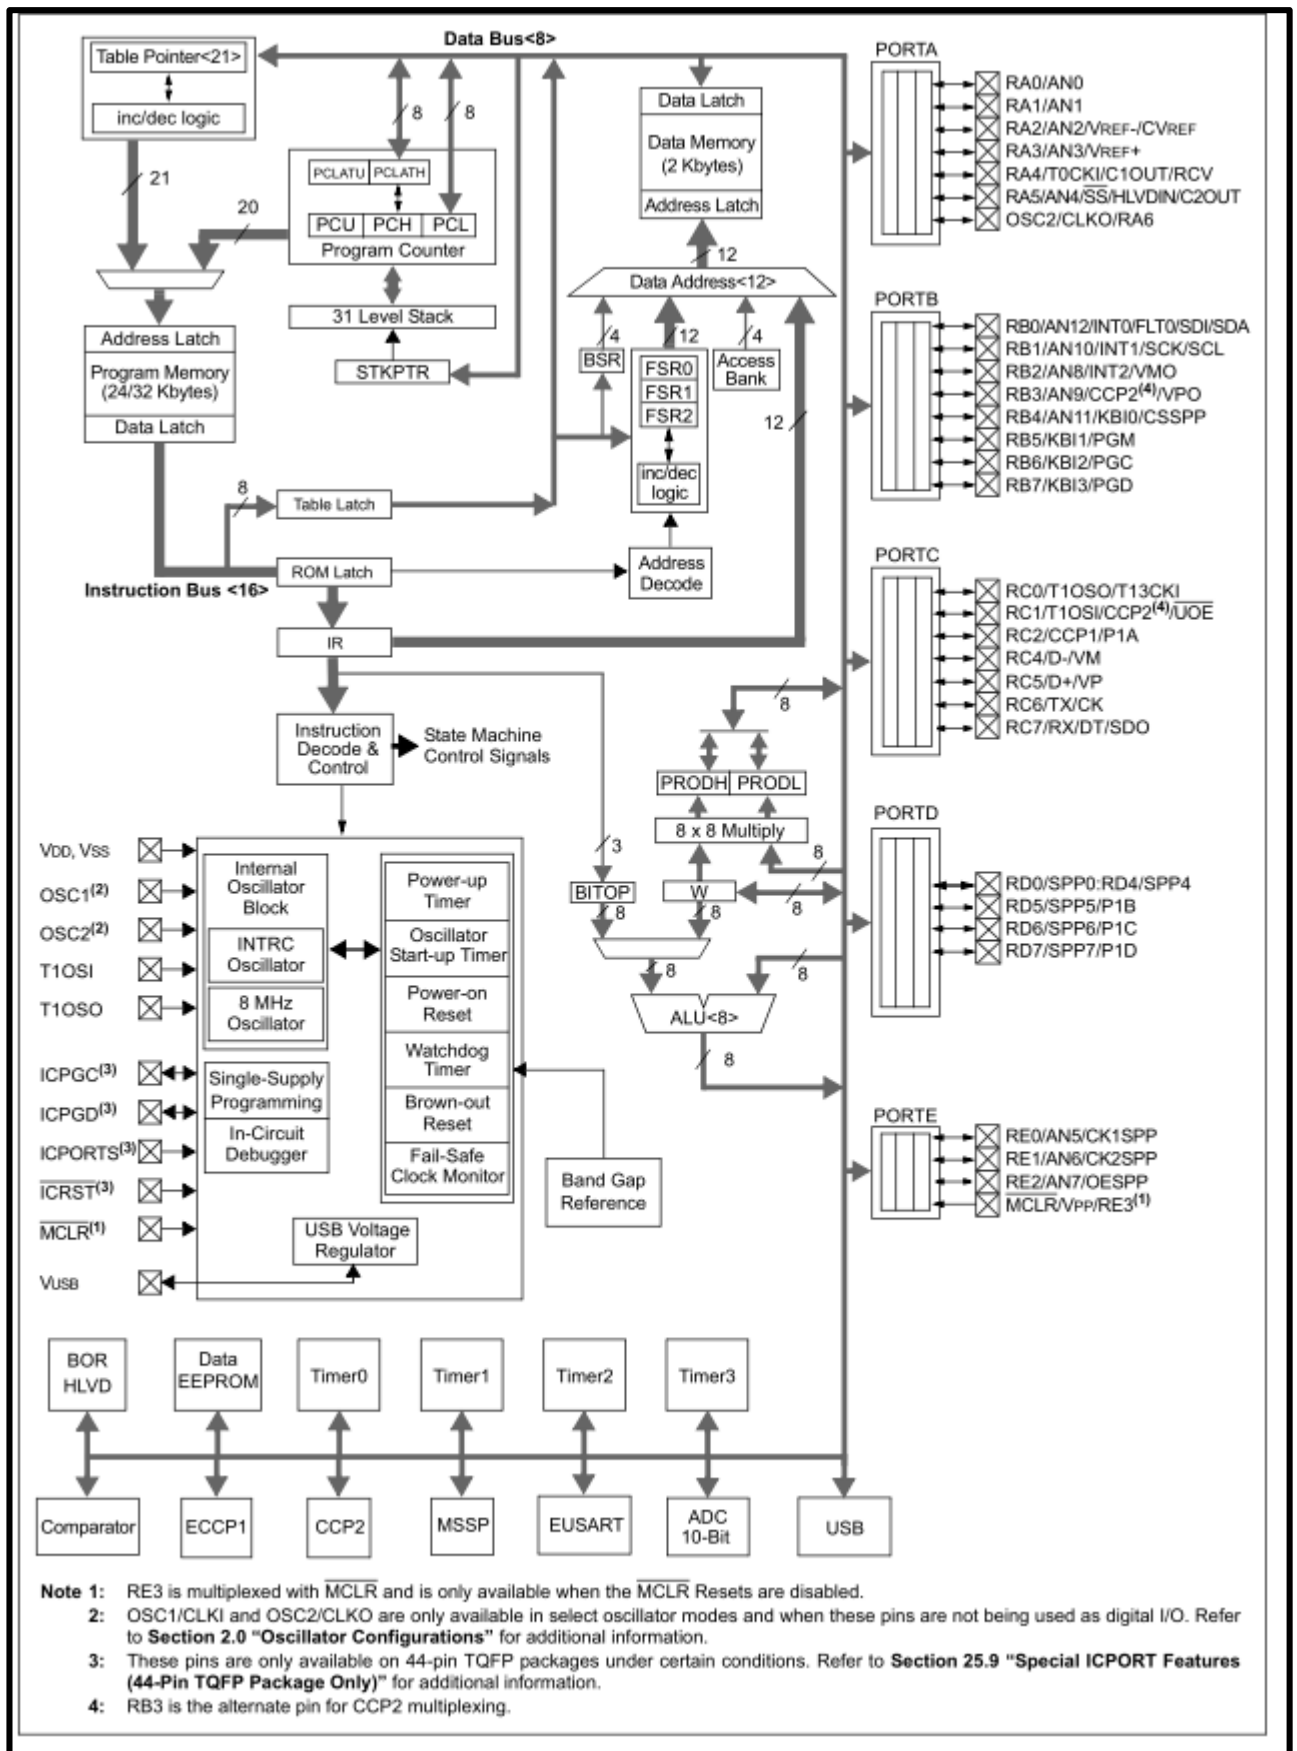 Data Bus<8>
Table Pointer<21>
inc/dec logic
21
20
8
8
PCLATU
PCLATH
PCU
PCH
PCL
Program Counter
31 Level Stack
STKPTR
Address Latch
Program Memory
(24/32 Kbytes)
Data Latch
8
Table Latch
ROM Latch
Instruction Bus <16>
IR
Data Latch
Data Memory
(2 Kbytes)
Address Latch
12
Data Address<12>
4
12
4
BSR
FSR0
FSR1
FSR2
inc/dec
logic
Access
Bank
12
Address
Decode
Instruction
Decode &
Control
State Machine
Control Signals
8
PRODH
PRODL
8 x 8 Multiply
3
8
BITOP
W
8
8
8
8
8
ALU<8>
8
VDD, VSS
OSC1(2)
OSC2(2)
T1OSI
T1OSO
ICPGC(3)
ICPGD(3)
ICPORTS(3)
ICRST(3)
MCLR(1)
VUSB
Internal
Oscillator
Block
INTRC
Oscillator
8 MHz
Oscillator
Single-Supply
Programming
In-Circuit
Debugger
Power-up
Timer
Oscillator
Start-up Timer
Power-on
Reset
Watchdog
Timer
Brown-out
Reset
Fail-Safe
Clock Monitor
USB Voltage
Regulator
Band Gap
Reference
PORTA
RA0/AN0
RA1/AN1
RA2/AN2/VREF-/CVREF
RA3/AN3/VREF+
RA4/T0CKI/C1OUT/RCV
RA5/AN4/SS/HLVDIN/C2OUT
OSC2/CLKO/RA6
PORTB
RB0/AN12/INT0/FLT0/SDI/SDA
RB1/AN10/INT1/SCK/SCL
RB2/AN8/INT2/VMO
RB3/AN9/CCP2(4)/VPO
RB4/AN11/KBI0/CSSPP
RB5/KBI1/PGM
RB6/KBI2/PGC
RB7/KBI3/PGD
PORTC
RC0/T1OSO/T13CKI
RC1/T1OSI/CCP2(4)/UOE
RC2/CCP1/P1A
RC4/D-/VM
RC5/D+/VP
RC6/TX/CK
RC7/RX/DT/SDO
PORTD
RD0/SPP0:RD4/SPP4
RD5/SPP5/P1B
RD6/SPP6/P1C
RD7/SPP7/P1D
PORTE
RE0/AN5/CK1SPP
RE1/AN6/CK2SPP
RE2/AN7/OESPP
MCLR/VPP/RE3(1)
BOR
HLVD
Data
EEPROM
Timer0
Timer1
Timer2
Timer3
Comparator
ECCP1
CCP2
MSSP
EUSART
ADC
10-Bit
USB
Note 1: RE3 is multiplexed with MCLR and is only available when the MCLR Resets are disabled.
2: OSC1/CLKI and OSC2/CLKO are only available in select oscillator modes and when these pins are not being used as digital I/O. Refer
to Section 2.0 “Oscillator Configurations” for additional information.
3: These pins are only available on 44-pin TQFP packages under certain conditions. Refer to Section 25.9 “Special ICPORT Features
(44-Pin TQFP Package Only)” for additional information.
4: RB3 is the alternate pin for CCP2 multiplexing.